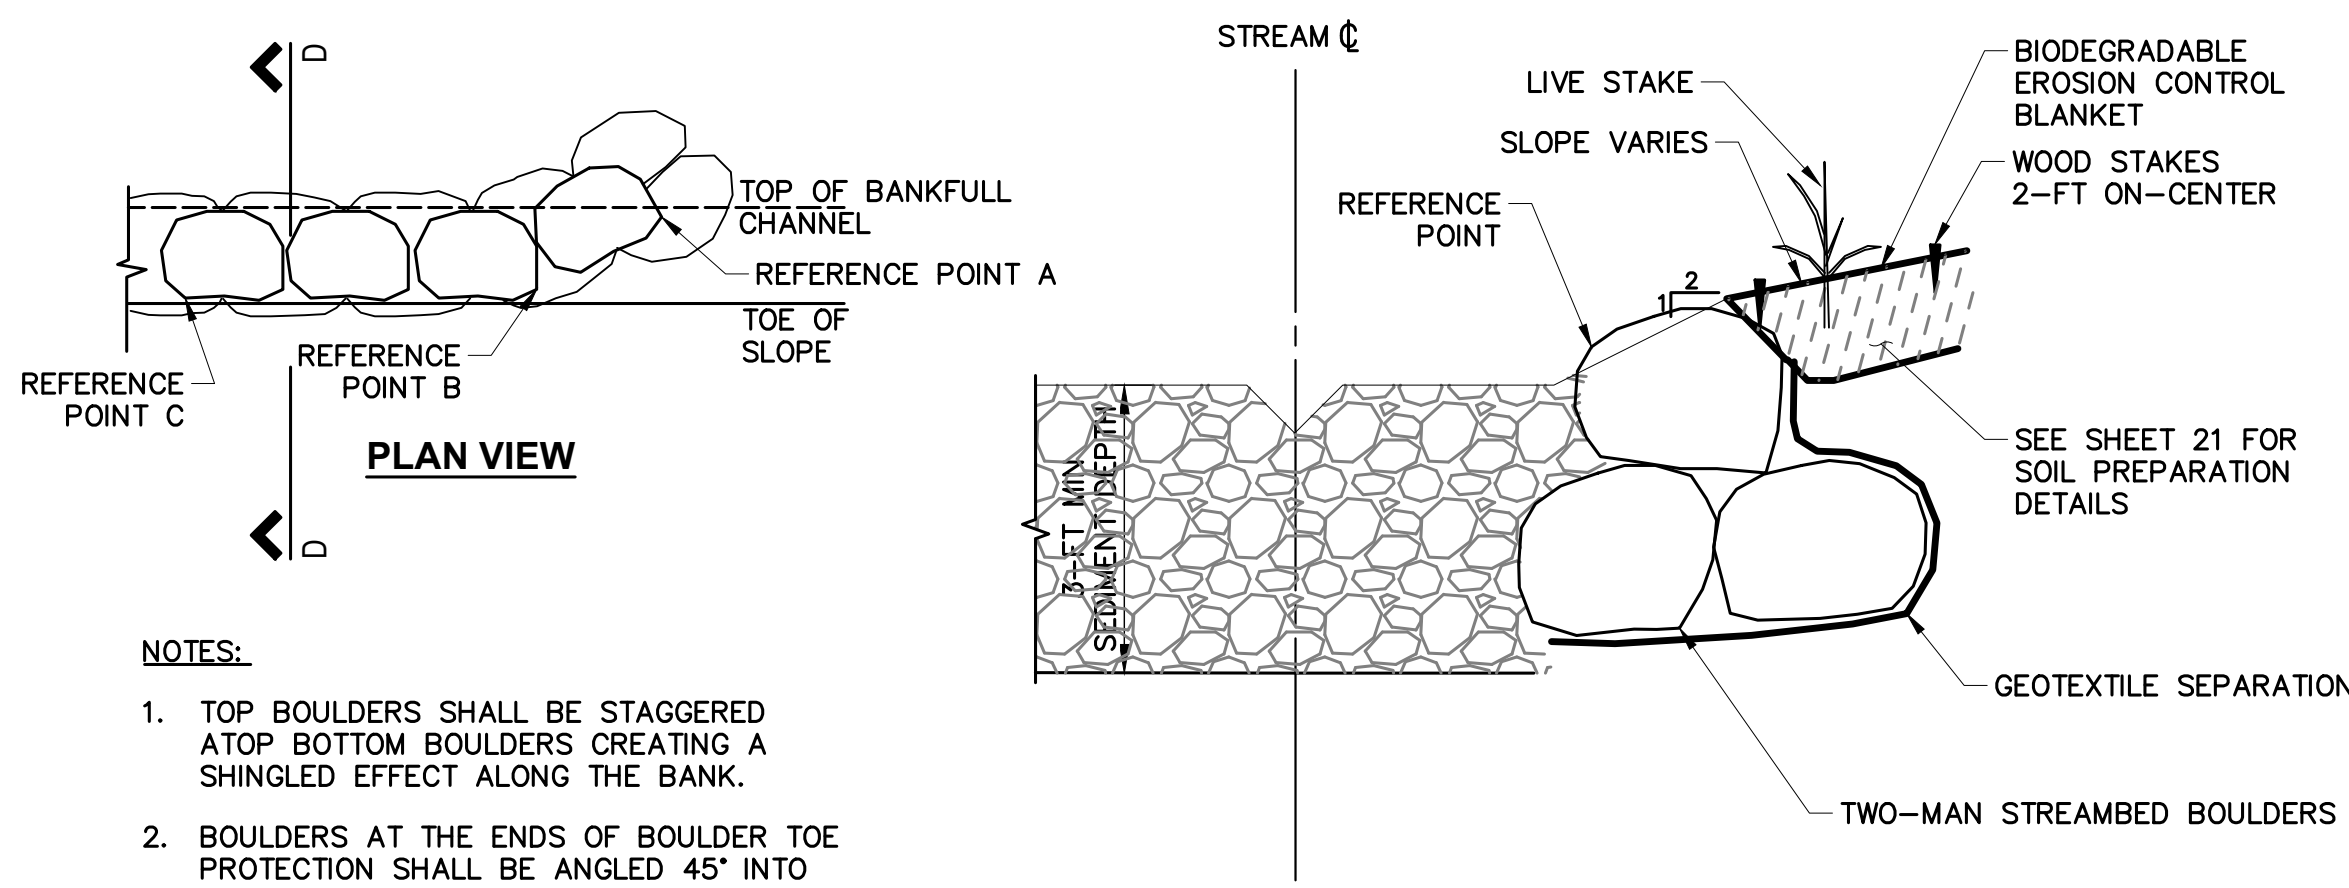 D
TOP OF BANKFULL
CHANNEL
REFERENCE POINT A
TOE OF
SLOPE
REFERENCE
POINT B
REFERENCE
POINT C
PLAN VIEW
D
NOTES:
1. TOP BOULDERS SHALL BE STAGGERED
ATOP BOTTOM BOULDERS CREATING A
SHINGLED EFFECT ALONG THE BANK.
2. BOULDERS AT THE ENDS OF BOULDER TOE
PROTECTION SHALL BE ANGLED 45° INTO
STREAM ℄
LIVE STAKE
SLOPE VARIES
REFERENCE
POINT
BIODEGRADABLE
EROSION CONTROL
BLANKET
WOOD STAKES
2-FT ON-CENTER
2
1
3-FT MIN
SEDIMENT DEPTH
SEE SHEET 21 FOR
SOIL PREPARATION
DETAILS
GEOTEXTILE SEPARATION
TWO-MAN STREAMBED BOULDERS